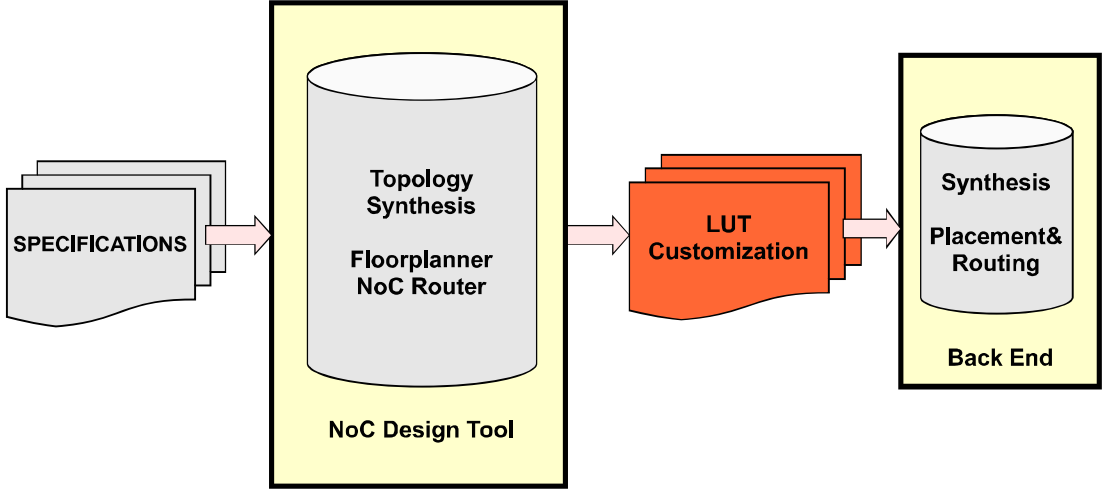 SPECIFICATIONS
Topology
Synthesis
Floorplanner
NoC Router
NoC Design Tool
LUT
Customization
Synthesis
Placement&
Routing
Back End